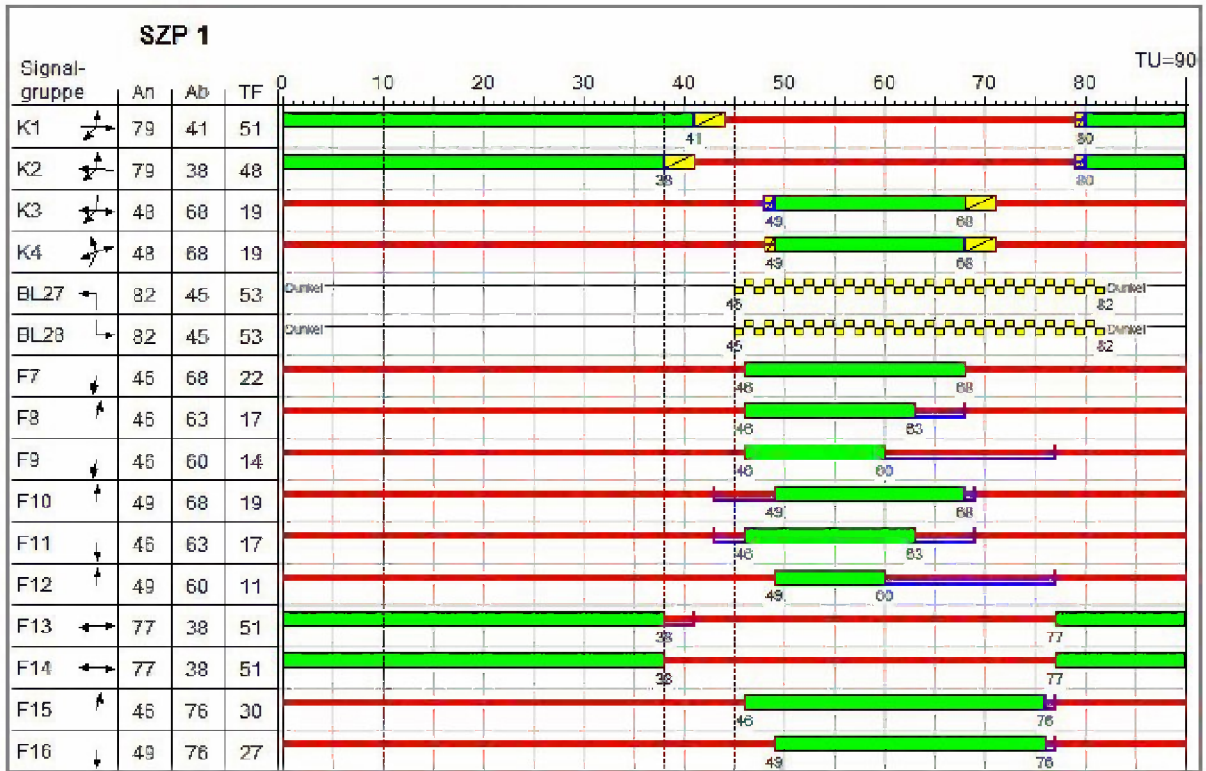 SZP 1
TU=90
Signal-
gruppe An Ab TF 0 10 20 30 40 50 60 70 80
K1 79 41 51 41 80
K2 79 38 48 38 80
K3 48 68 19 49 68
K4 48 68 19 49 68
BL27 82 45 53 Dunkel 45 82 Dunkel
BL28 82 45 53 Dunkel 45 82 Dunkel
F7 46 68 22 46 68
F8 46 63 17 46 63
F9 46 60 14 46 60
F10 49 68 19 49 68
F11 46 63 17 46 63
F12 49 60 11 49 60
F13 77 38 51 38 77
F14 77 38 51 38 77
F15 46 76 30 46 76
F16 49 76 27 49 76